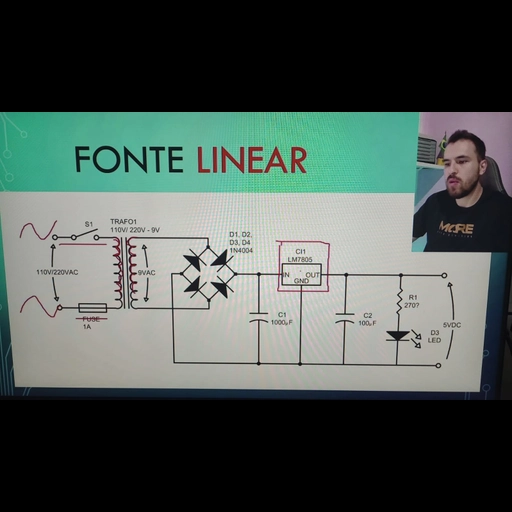 FONTE LINEAR
S1
TRAFO1
110V/ 220V - 9V
D1, D2,
D3, D4
1N4004
CI1
LM7805
IN OUT
GND
110V/220VAC
9VAC
C1
1000µF
C2
100µF
R1
270?
D3
LED
5VDC
FUSE
1A